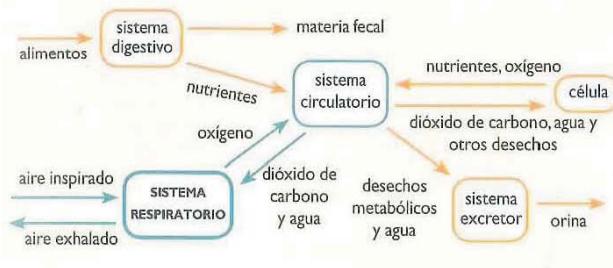 sistema
digestivo
materia fecal
alimentos
nutrientes
sistema
circulatorio
nutrientes, oxígeno
célula
dióxido de carbono, agua y
otros desechos
oxígeno
dióxido de
carbono
y agua
aire inspirado
SISTEMA
RESPIRATORIO
aire exhalado
desechos
metabólicos
y agua
sistema
excretor
orina